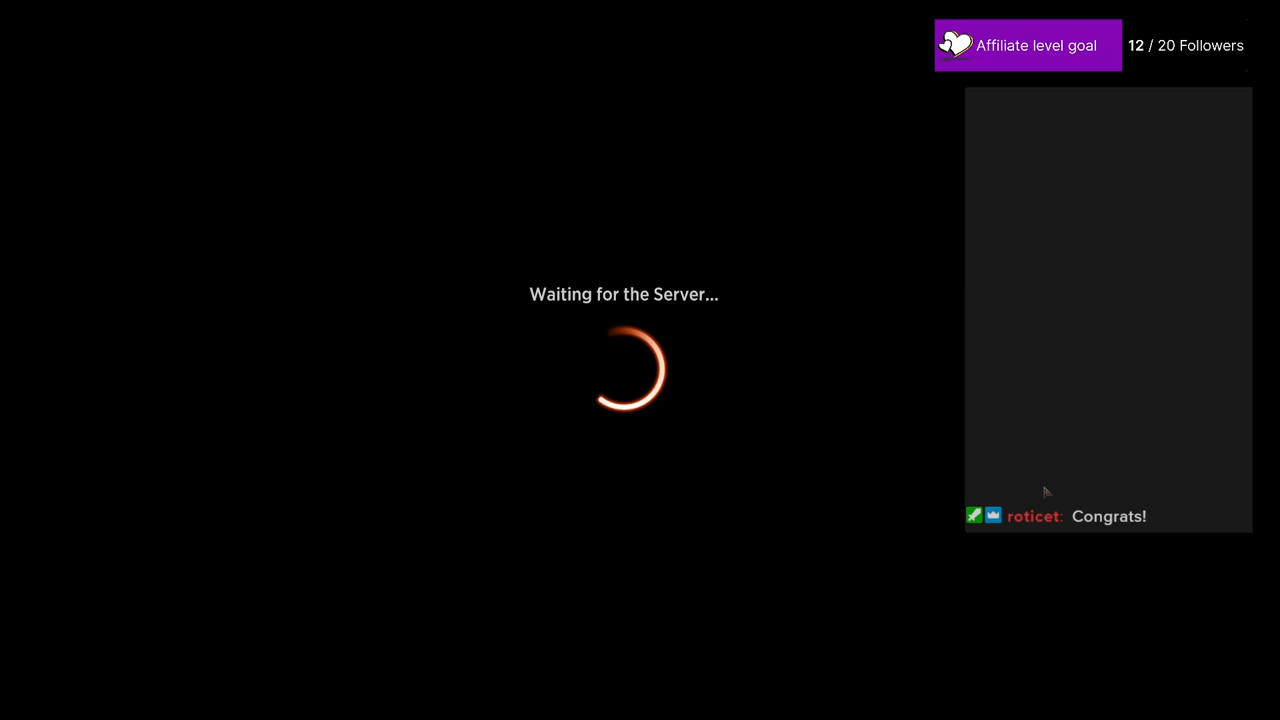 Affiliate level goal 12 / 20 Followers
Waiting for the Server...
roticet: Congrats!